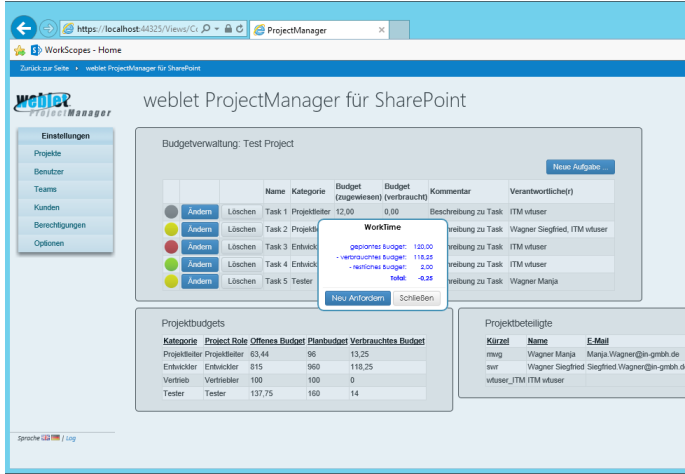 https://localhost:44325/Views/Cc
ProjectManager
WorkScopes - Home
Zurück zur Seite
weblet ProjectManager für SharePoint
weblet
ProjectManager
weblet ProjectManager für SharePoint
Einstellungen
Projekte
Benutzer
Teams
Kunden
Berechtigungen
Optionen
Budgetverwaltung: Test Project
Neue Aufgabe ...
Name Kategorie Budget (zugewiesen) Budget (verbraucht) Kommentar Verantwortliche(r)
Ändern Löschen Task 1 Projektleiter 12,00 0,00 Beschreibung zu Task ITM wtuser
Ändern Löschen Task 2 Projektle reibung zu Task Wagner Siegfried, ITM wtuser
Ändern Löschen Task 3 Entwickl reibung zu Task ITM wtuser
Ändern Löschen Task 4 Entwickl reibung zu Task ITM wtuser
Ändern Löschen Task 5 Tester reibung zu Task Wagner Manja
WorkTime
geplantes Budget: 120,00
- verbrauchtes Budget: 118,25
- restliches Budget: 2,00
Total: -0,25
Neu Anfordern Schließen
Projektbudgets
Kategorie Project Role Offenes Budget Planbudget Verbrauchtes Budget
Projektleiter Projektleiter 63,44 96 13,25
Entwickler Entwickler 815 960 118,25
Vertrieb Vertriebler 100 100 0
Tester Tester 137,75 160 14
Projektbeteiligte
Kürzel Name E-Mail
mwg Wagner Manja Manja.Wagner@in-gmbh.de
swr Wagner Siegfried Siegfried.Wagner@in-gmbh.de
wtuser_ITM ITM wtuser
Sprache | Log